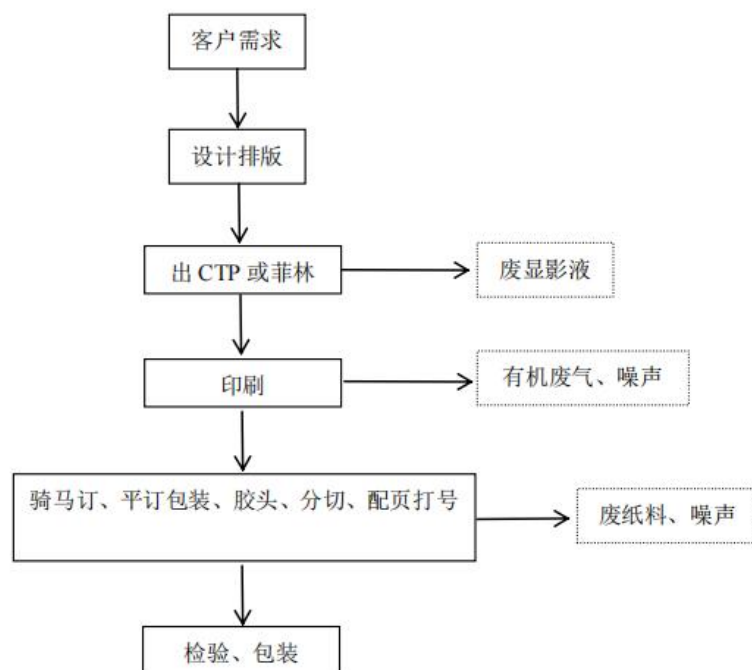 客户需求
设计排版
出 CTP 或菲林
废显影液
印刷
有机废气、噪声
骑马订、平订包装、胶头、分切、配页打号
废纸料、噪声
检验、包装